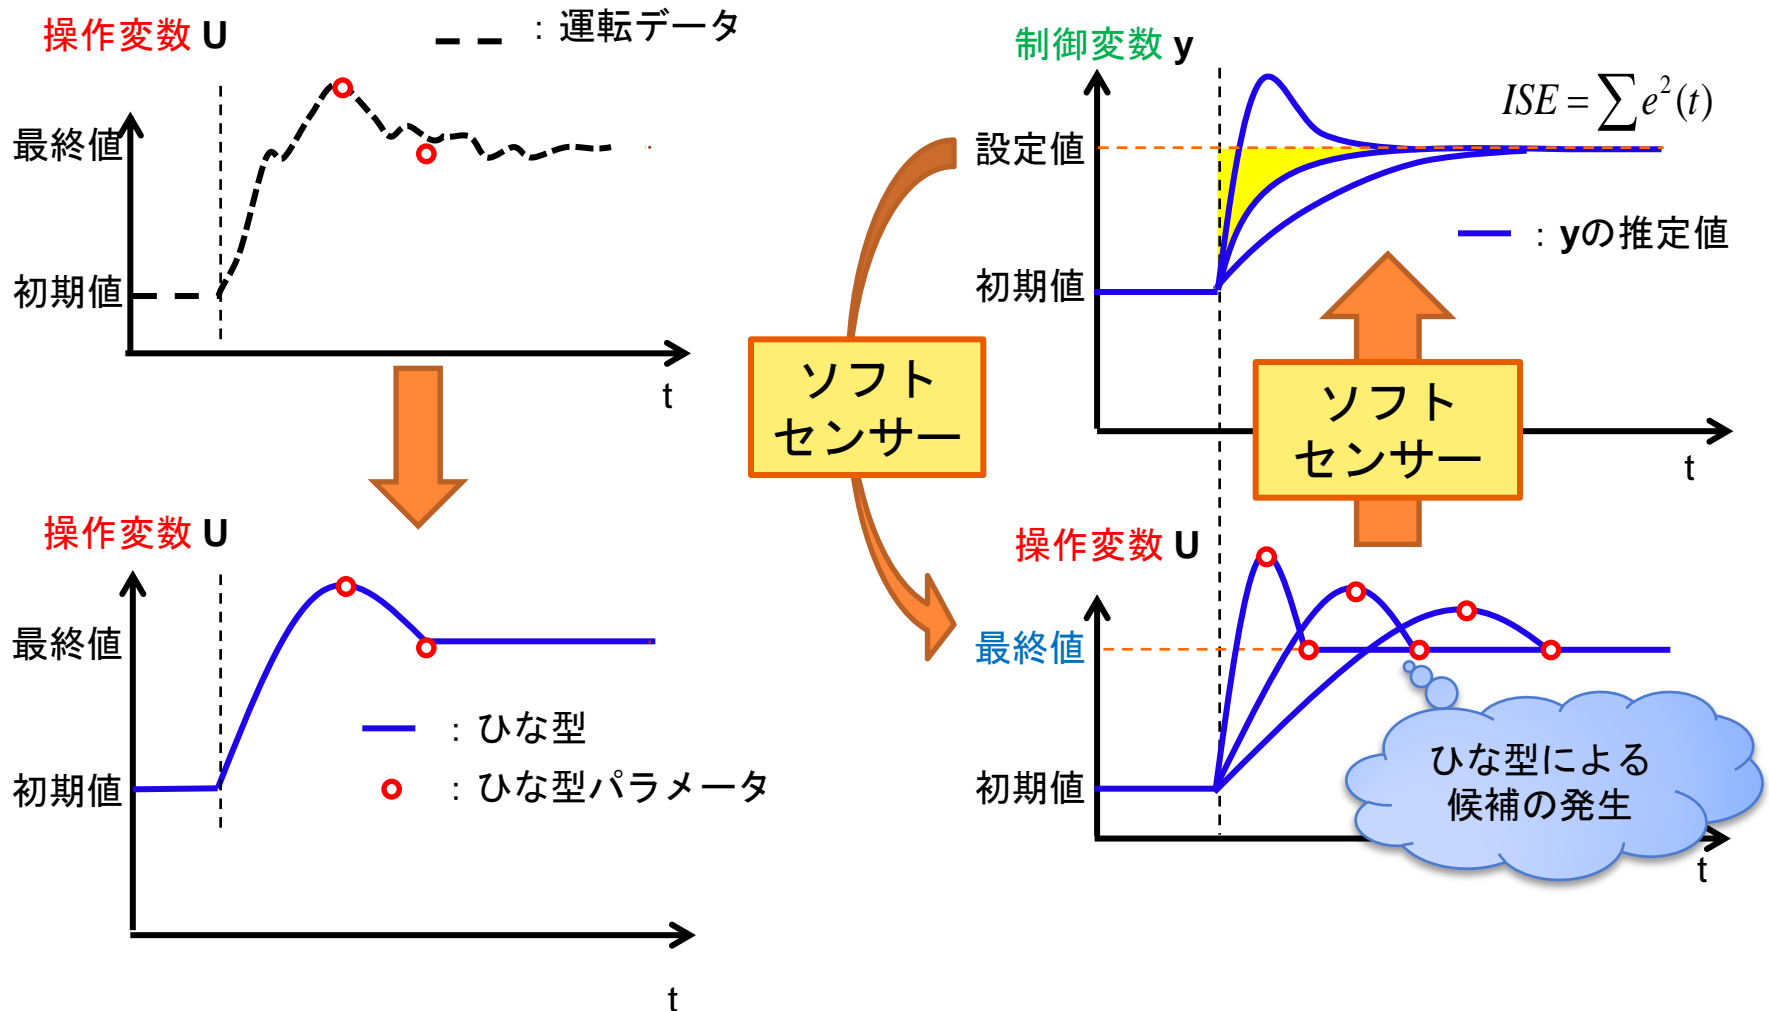 操作変数 U
: 運転データ
最終値
初期値
t
操作変数 U
最終値
初期値
: ひな型
: ひな型パラメータ
t
ソフト
センサー
制御変数 y
ISE = ∑ e²(t)
設定値
: yの推定値
初期値
t
ソフト
センサー
操作変数 U
最終値
初期値
ひな型による
候補の発生
t